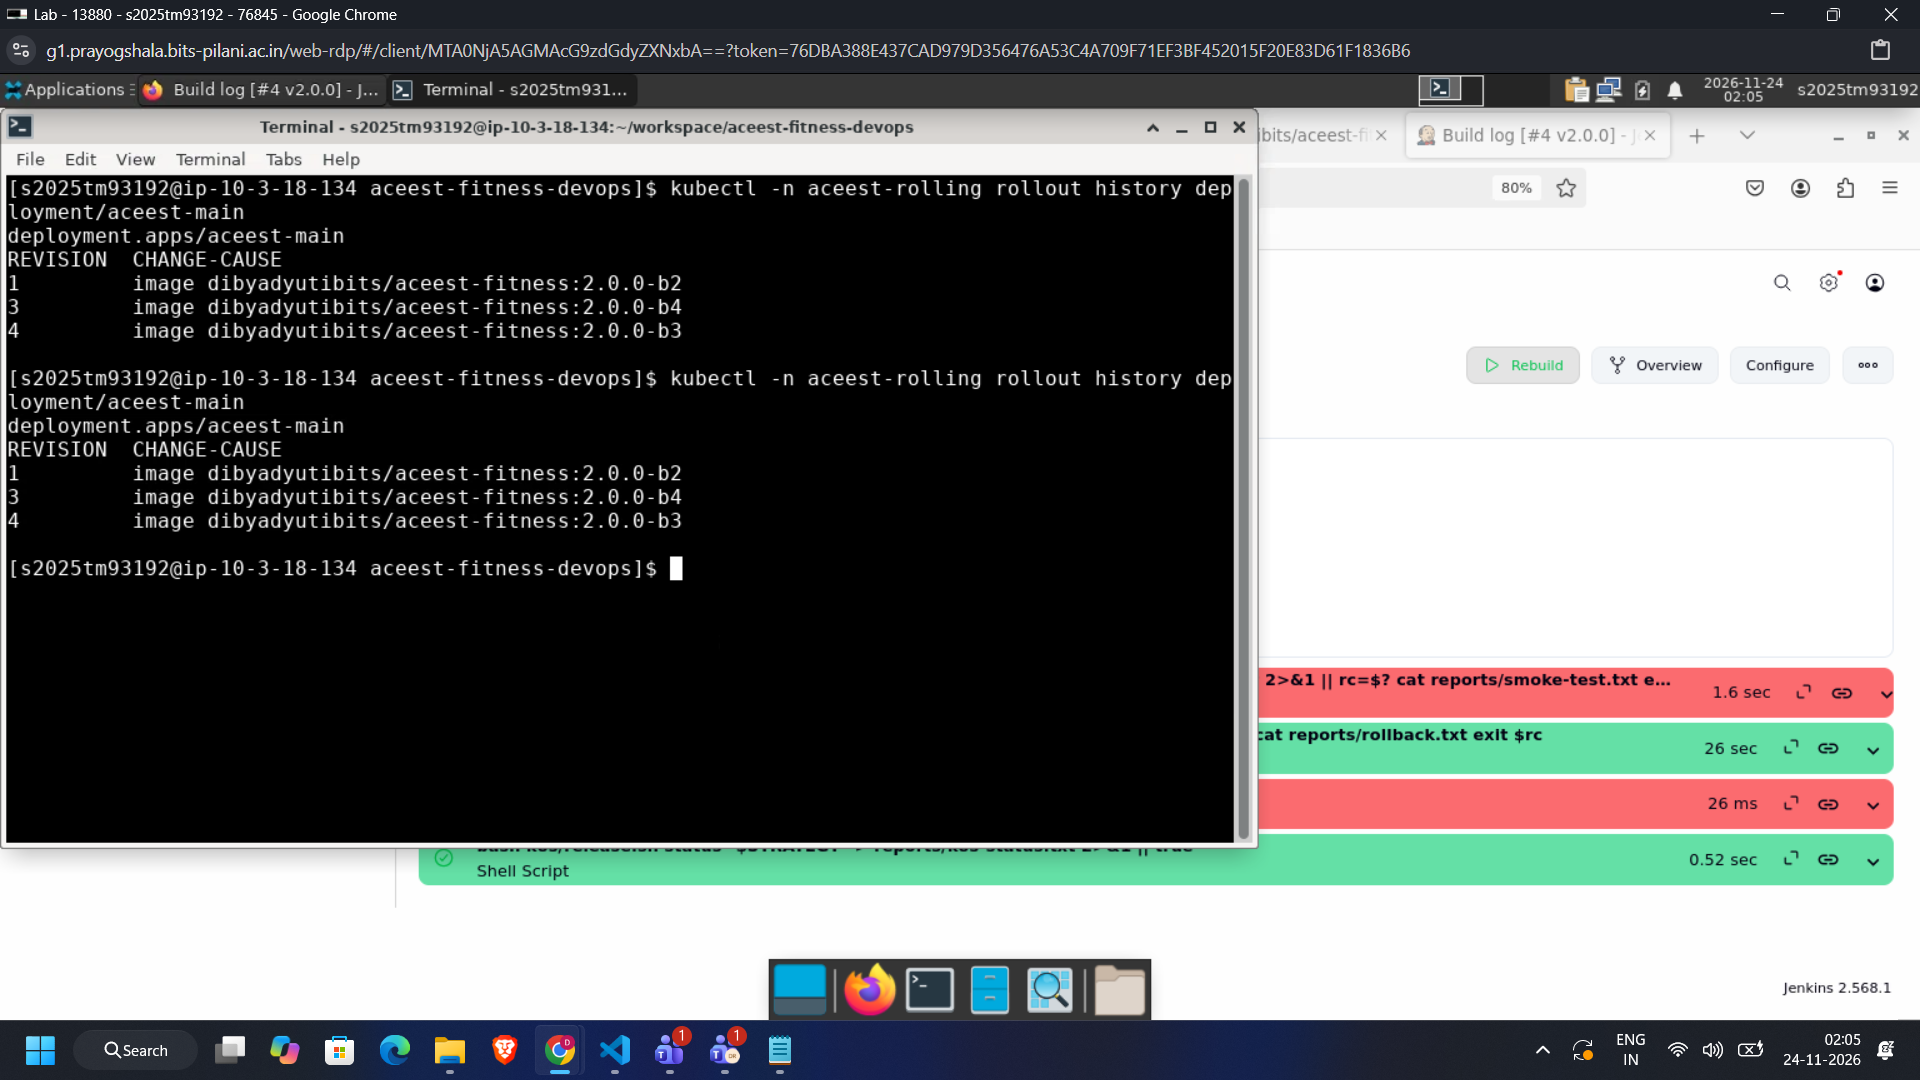 Lab - 13880 - s2025tm93192 - 76845 - Google Chrome
g1.prayogshala.bits-pilani.ac.in/web-rdp/#/client/MTA0NjA5AGMAcG9zdGdyZXNxbA==?token=76DBA388E437CAD979D356476A53C4A709F71EF3BF452015F20E83D61F1836B6
Applications
Build log [#4 v2.0.0] - J...
Terminal - s2025tm931...
2026-11-24
02:05
s2025tm93192
Terminal - s2025tm93192@ip-10-3-18-134:~/workspace/aceest-fitness-devops
ibits/aceest-fi
Build log [#4 v2.0.0] - J
File Edit View Terminal Tabs Help
80%
[s2025tm93192@ip-10-3-18-134 aceest-fitness-devops]$ kubectl -n aceest-rolling rollout history dep
loyment/aceest-main
deployment.apps/aceest-main
REVISION  CHANGE-CAUSE
1         image dibyadyutibits/aceest-fitness:2.0.0-b2
3         image dibyadyutibits/aceest-fitness:2.0.0-b4
4         image dibyadyutibits/aceest-fitness:2.0.0-b3
[s2025tm93192@ip-10-3-18-134 aceest-fitness-devops]$ kubectl -n aceest-rolling rollout history dep
loyment/aceest-main
deployment.apps/aceest-main
REVISION  CHANGE-CAUSE
1         image dibyadyutibits/aceest-fitness:2.0.0-b2
3         image dibyadyutibits/aceest-fitness:2.0.0-b4
4         image dibyadyutibits/aceest-fitness:2.0.0-b3
[s2025tm93192@ip-10-3-18-134 aceest-fitness-devops]$
Rebuild
Overview
Configure
2>&1 || rc=$? cat reports/smoke-test.txt e...
1.6 sec
cat reports/rollback.txt exit $rc
26 sec
26 ms
Shell Script
0.52 sec
Jenkins 2.568.1
Search
1
1
ENG
IN
02:05
24-11-2026